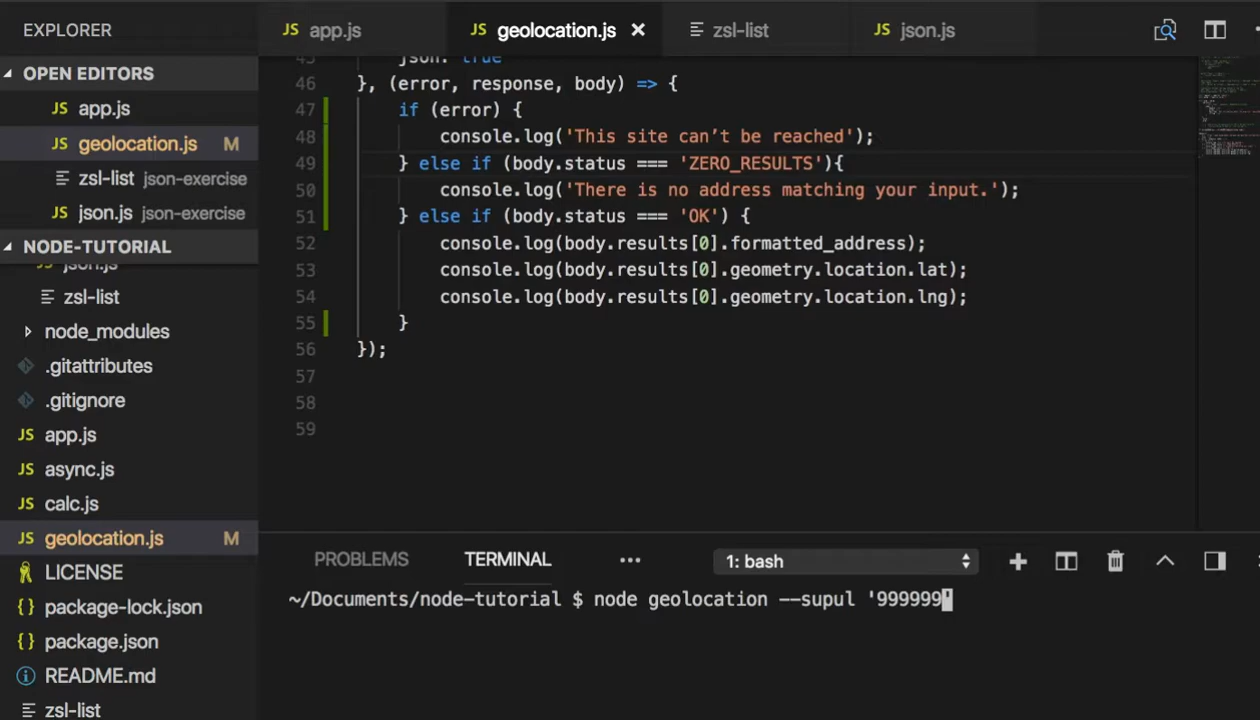 EXPLORER
OPEN EDITORS
JS app.js
JS geolocation.js M
zsl-list json-exercise
JS json.js json-exercise
NODE-TUTORIAL
JS json.js
zsl-list
node_modules
.gitattributes
.gitignore
JS app.js
JS async.js
JS calc.js
JS geolocation.js M
LICENSE
{} package-lock.json
{} package.json
README.md
zsl-list
JS app.js JS geolocation.js × zsl-list JS json.js
45 json: true
46 }, (error, response, body) => {
47 if (error) {
48 console.log('This site can’t be reached');
49 } else if (body.status === 'ZERO_RESULTS'){
50 console.log('There is no address matching your input.');
51 } else if (body.status === 'OK') {
52 console.log(body.results[0].formatted_address);
53 console.log(body.results[0].geometry.location.lat);
54 console.log(body.results[0].geometry.location.lng);
55 }
56 });
57
58
59
PROBLEMS TERMINAL ••• 1: bash
~/Documents/node-tutorial $ node geolocation --supul '999999'